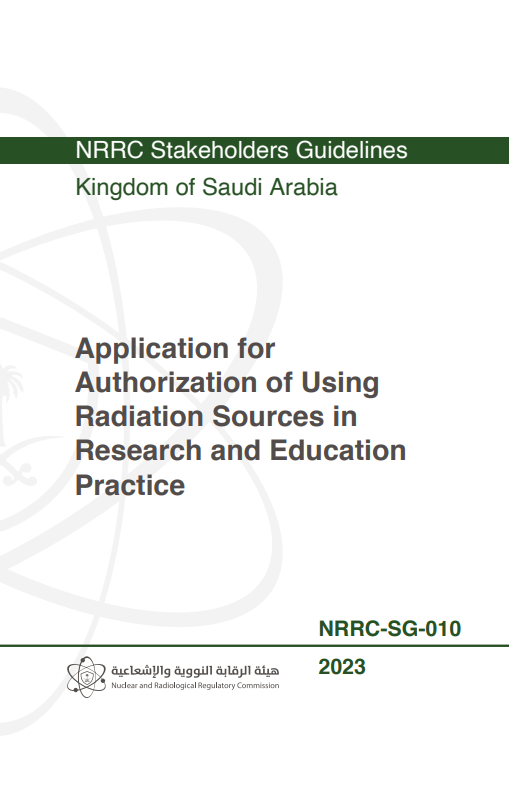 NRRC Stakeholders Guidelines
Kingdom of Saudi Arabia
Application for
Authorization of Using
Radiation Sources in
Research and Education
Practice
NRRC-SG-010
هيئة الرقابة النووية والإشعاعية
Nuclear and Radiological Regulatory Commission
2023